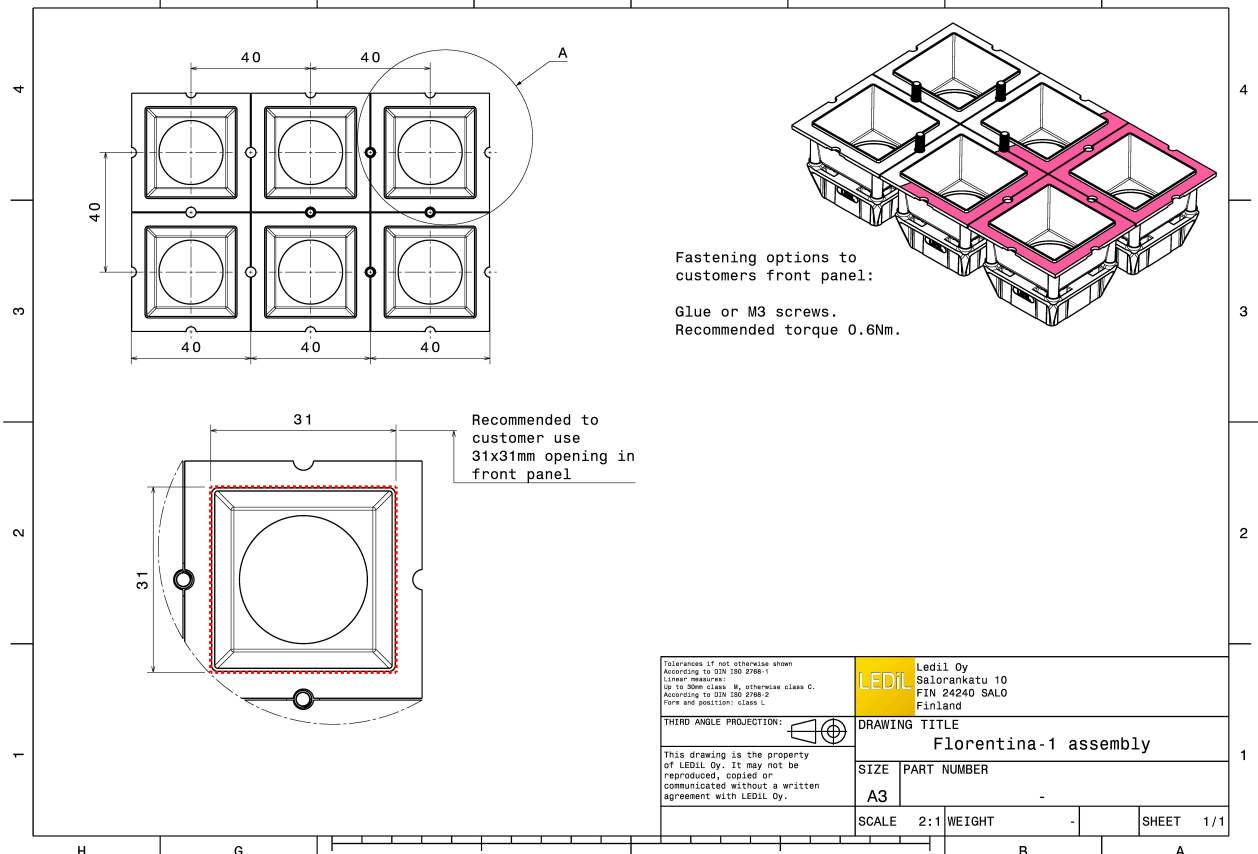 40
40
A
4
4
40
Fastening options to
customers front panel:
Glue or M3 screws.
Recommended torque 0.6Nm.
3
3
40
40
40
31
Recommended to
customer use
31x31mm opening in
front panel
2
2
31
Tolerances if not otherwise shown
According to DIN ISO 2768-1
Linear measures:
Up to 30mm class M, otherwise class C.
According to DIN ISO 2768-2
Form and position: class L
LEDiL
Ledil Oy
Salorankatu 10
FIN 24240 SALO
Finland
THIRD ANGLE PROJECTION:
DRAWING TITLE
Florentina-1 assembly
1
1
This drawing is the property
of LEDiL Oy. It may not be
reproduced, copied or
communicated without a written
agreement with LEDiL Oy.
SIZE
A3
PART NUMBER
-
SCALE 2:1
WEIGHT -
SHEET 1/1
H
G
B
A